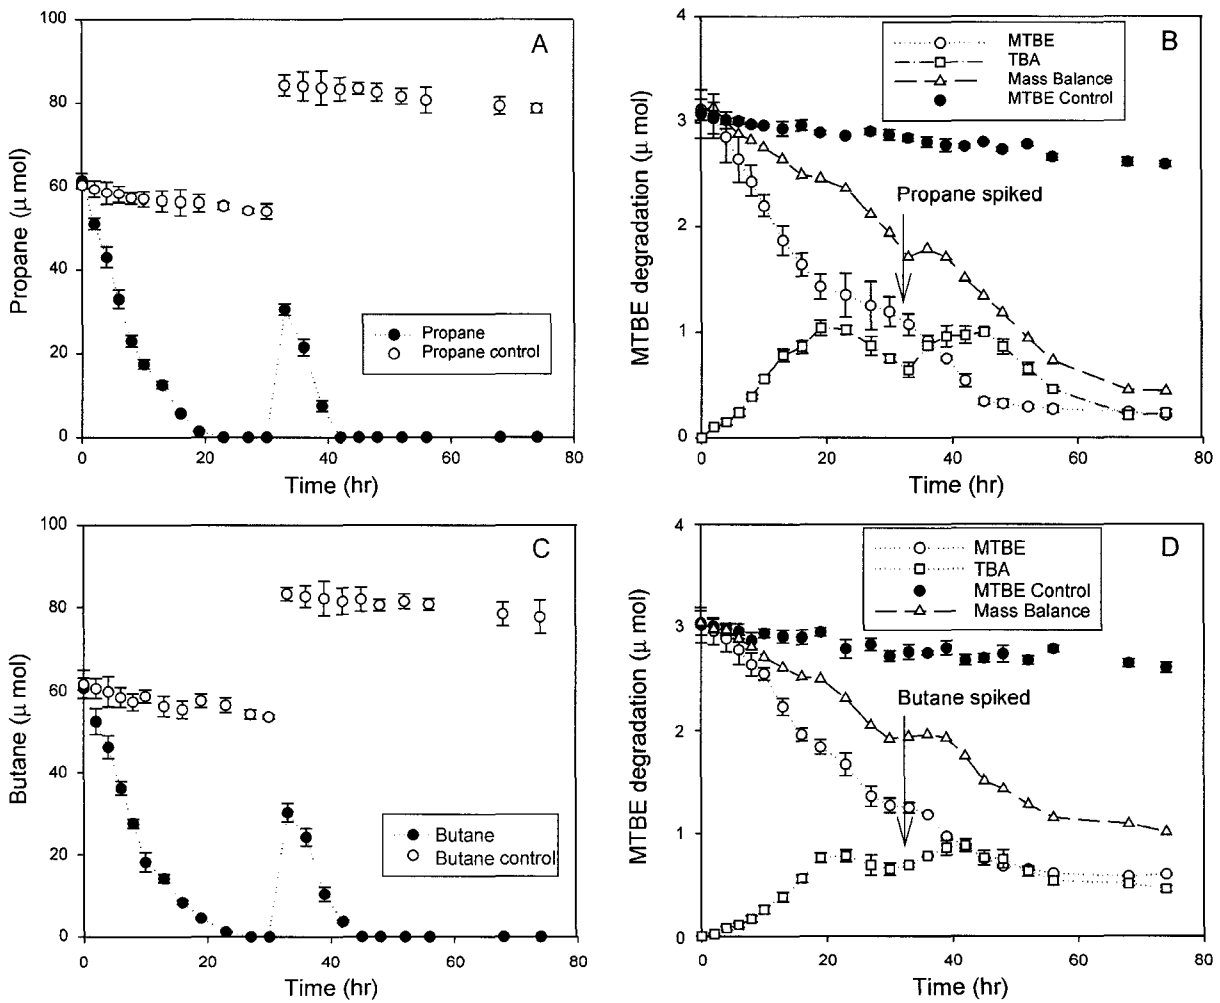 A
Propane (μ mol)
100
80
60
40
20
0
Propane
Propane control
0 20 40 60 80
Time (hr)
B
MTBE degradation (μ mol)
4
3
2
1
0
MTBE
TBA
Mass Balance
MTBE Control
Propane spiked
0 20 40 60 80
Time (hr)
C
Butane (μ mol)
100
80
60
40
20
0
Butane
Butane control
0 20 40 60 80
Time (hr)
D
MTBE degradation (μ mol)
4
3
2
1
0
MTBE
TBA
MTBE Control
Mass Balance
Butane spiked
0 20 40 60 80
Time (hr)